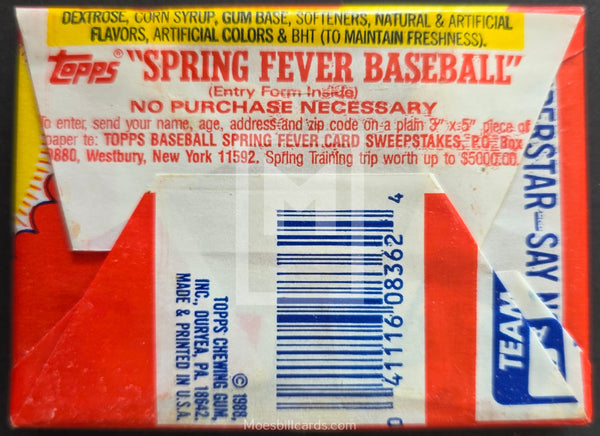 DEXTROSE, CORN SYRUP, GUM BASE, SOFTENERS, NATURAL & ARTIFICIAL
FLAVORS, ARTIFICIAL COLORS & BHT (TO MAINTAIN FRESHNESS).
topps® "SPRING FEVER BASEBALL"
(Entry Form Inside)
NO PURCHASE NECESSARY
To enter, send your name, age, address and zip code on a plain 3" x 5" piece of
paper to: TOPPS BASEBALL SPRING FEVER CARD SWEEPSTAKES, P.O. Box
9880, Westbury, New York 11592. Spring Training trip worth up to $5000.00.
ERSTAR SAY N
TEAM
0 41116 08362 4
© 1988,
TOPPS CHEWING GUM,
INC., DURYEA, PA. 18642.
MADE & PRINTED IN U.S.A.
Moesbillcards.com